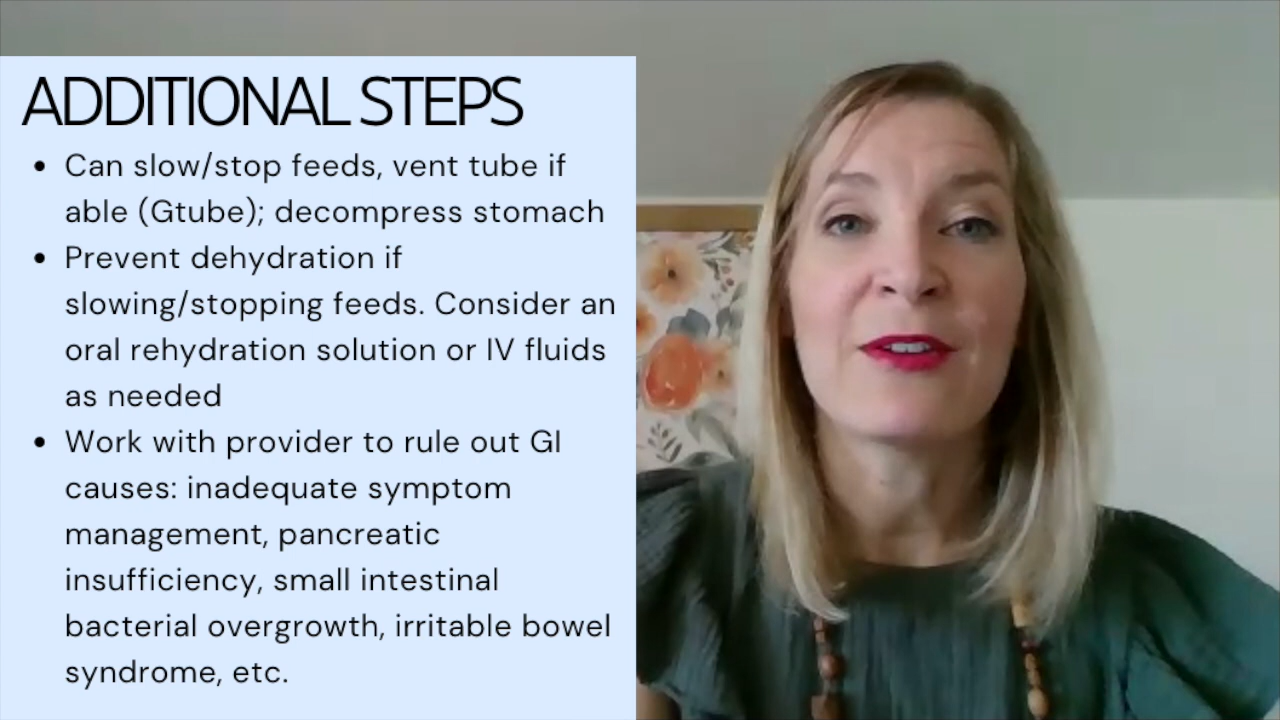 ADDITIONAL STEPS
• Can slow/stop feeds, vent tube if
able (Gtube); decompress stomach
• Prevent dehydration if
slowing/stopping feeds. Consider an
oral rehydration solution or IV fluids
as needed
• Work with provider to rule out GI
causes: inadequate symptom
management, pancreatic
insufficiency, small intestinal
bacterial overgrowth, irritable bowel
syndrome, etc.